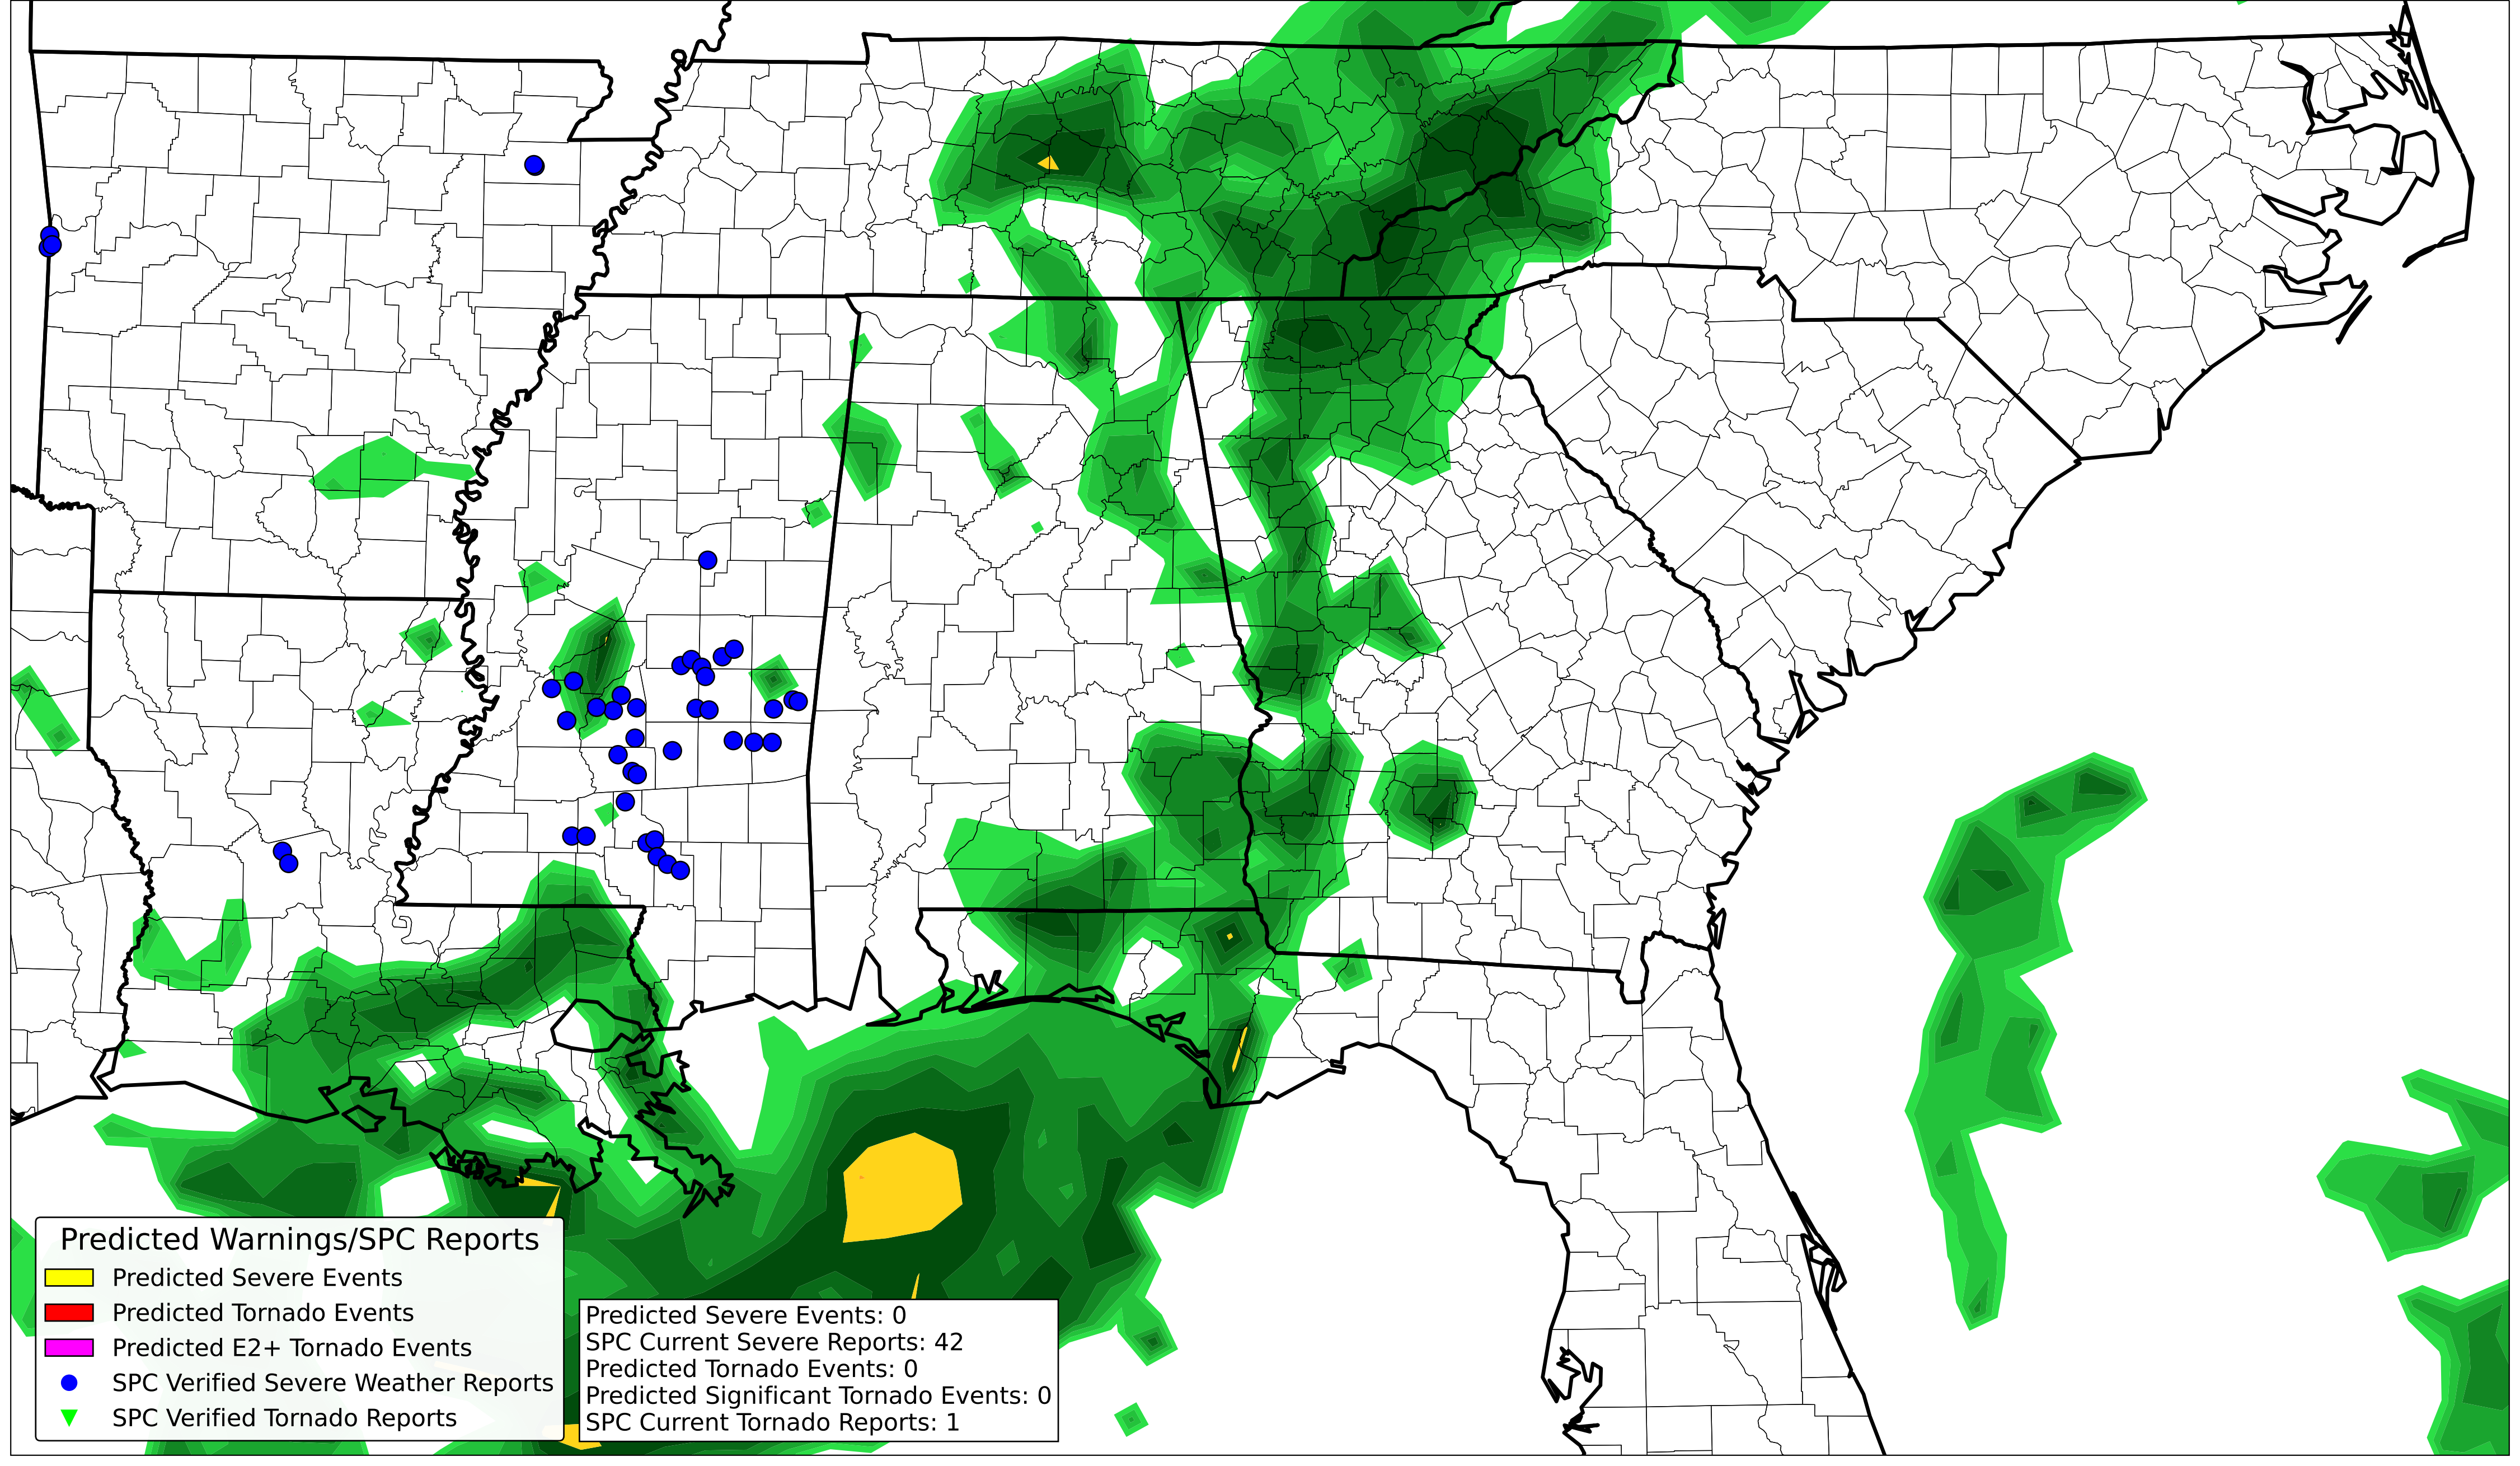 Predicted Warnings/SPC Reports
Predicted Severe Events
Predicted Tornado Events
Predicted E2+ Tornado Events
SPC Verified Severe Weather Reports
SPC Verified Tornado Reports
Predicted Severe Events: 0
SPC Current Severe Reports: 42
Predicted Tornado Events: 0
Predicted Significant Tornado Events: 0
SPC Current Tornado Reports: 1